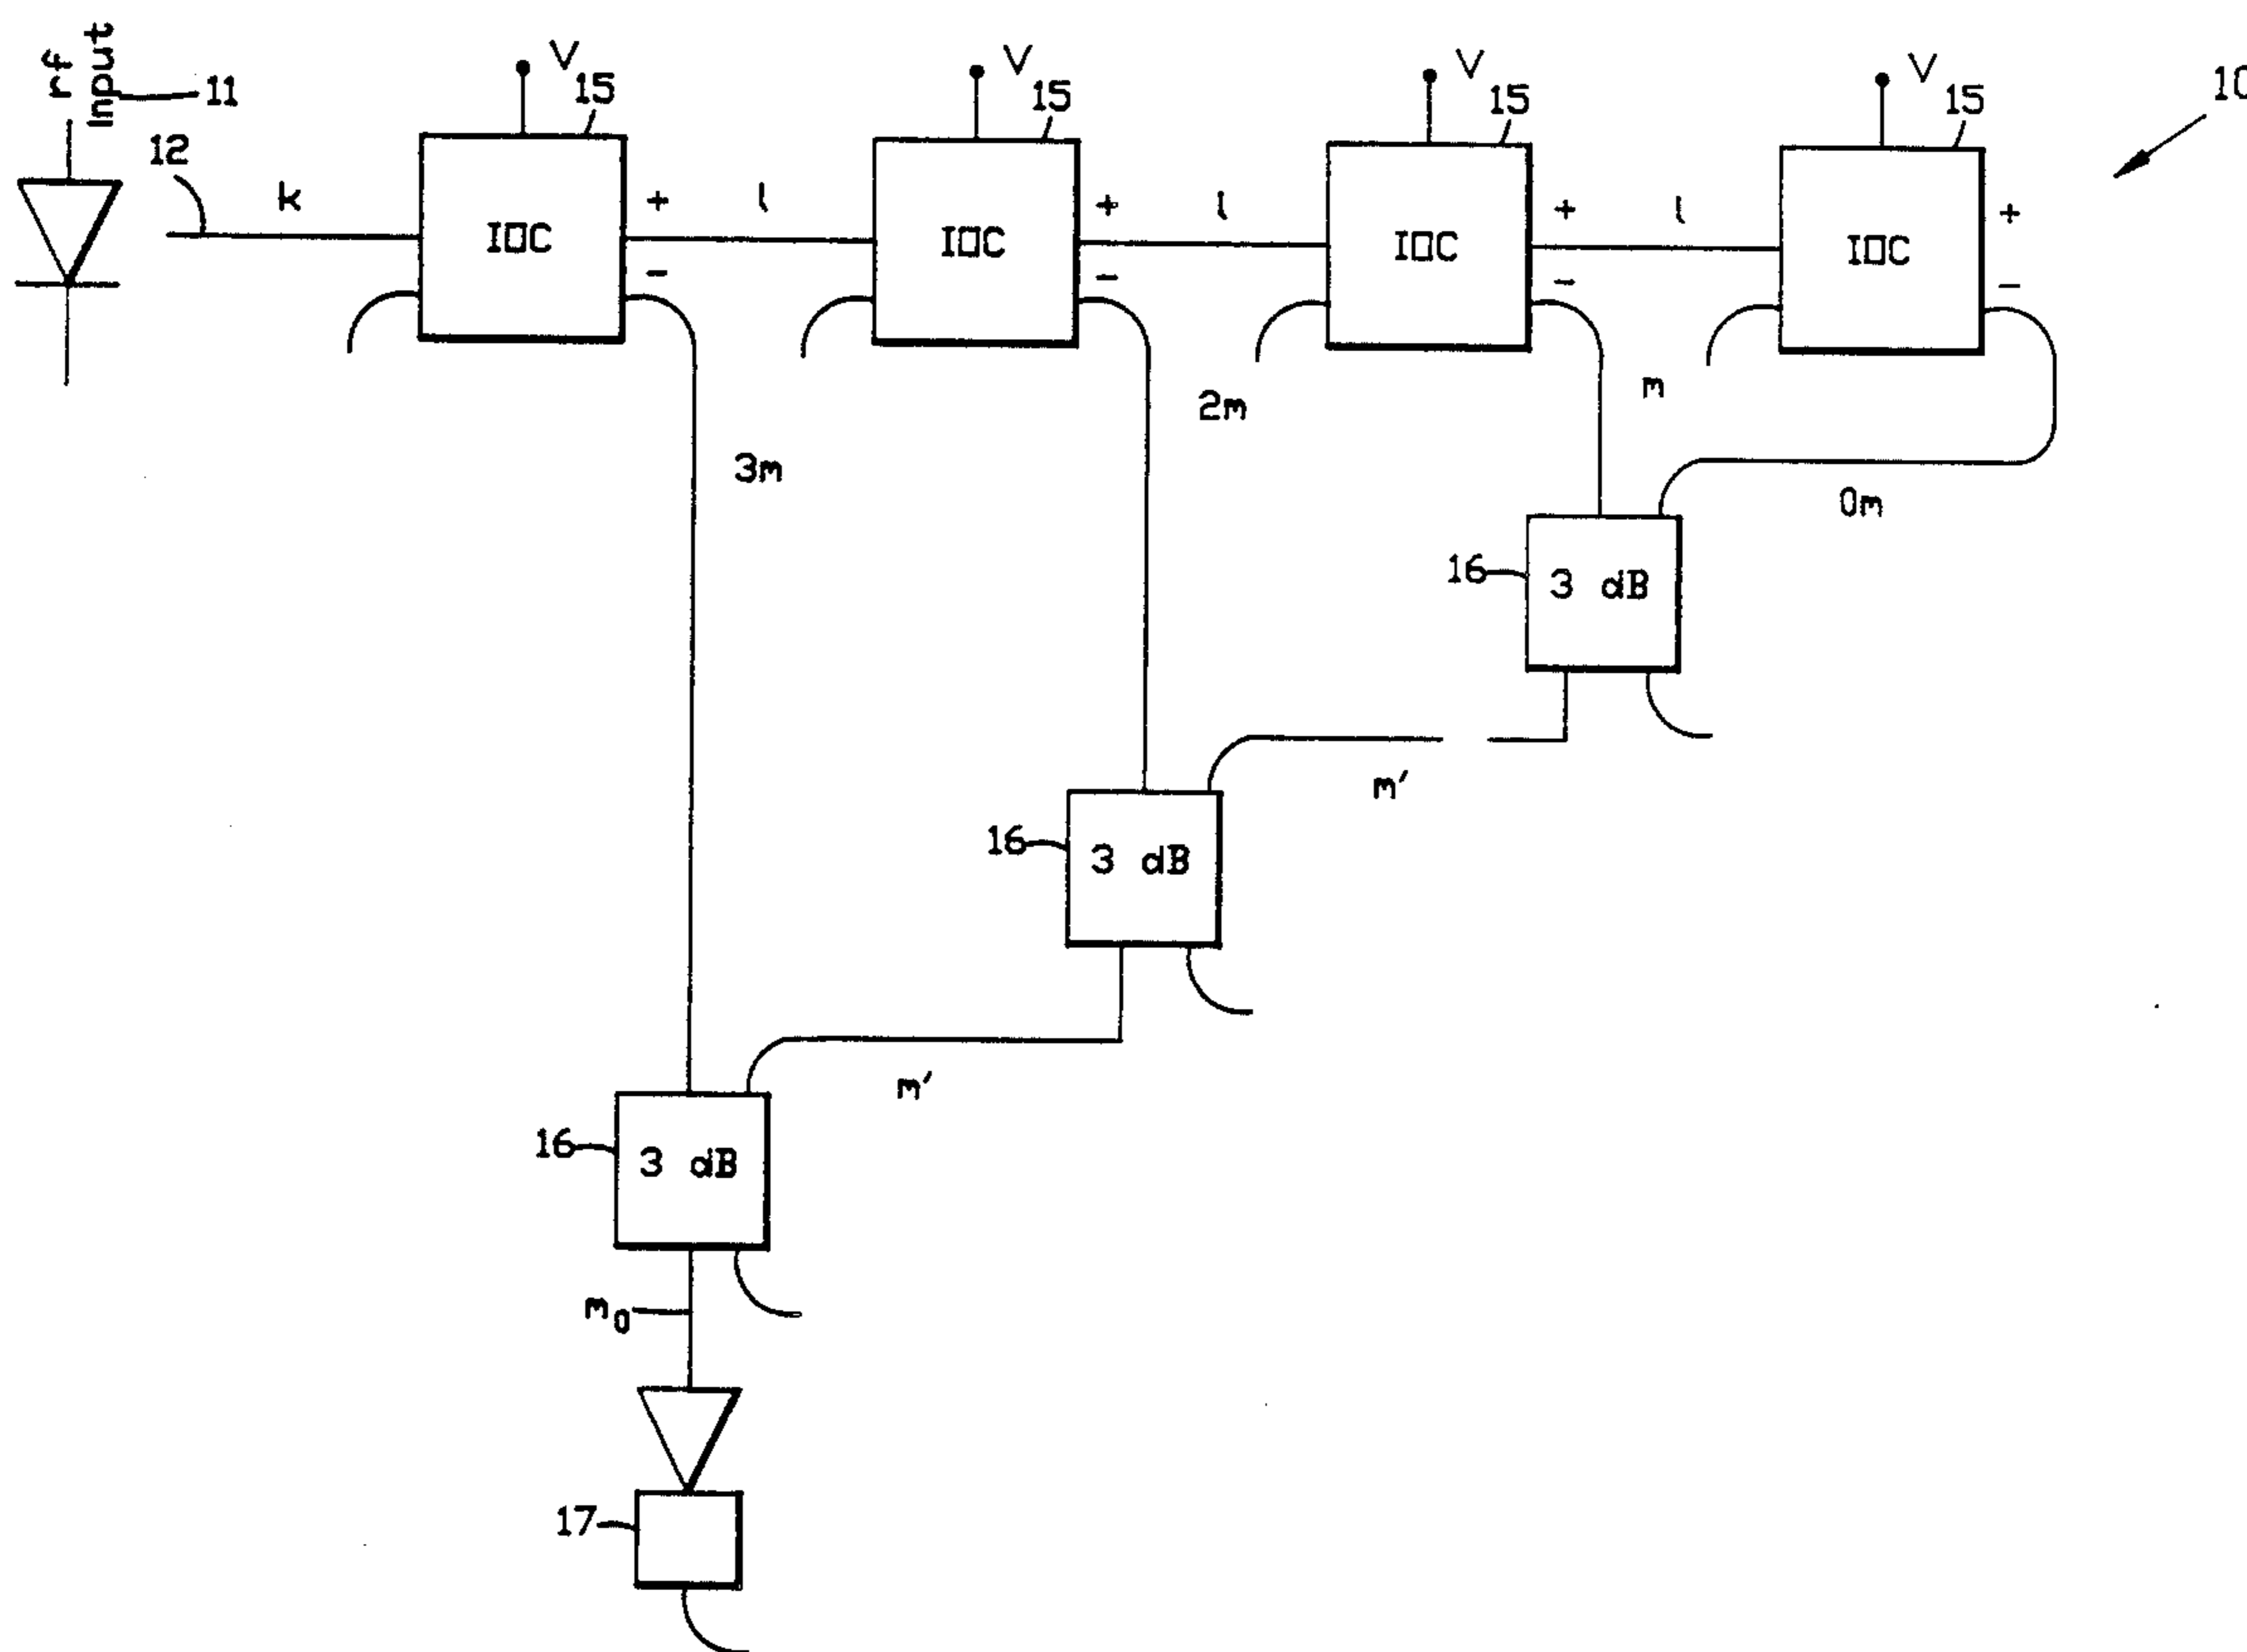 rf
input
11
12
k
V
15
IOC
+
-
l
V
15
IOC
+
-
l
V
15
IOC
+
-
l
V
15
IOC
+
-
10
3m
2m
m
0m
16
3 dB
m'
16
3 dB
m'
16
3 dB
m0
17